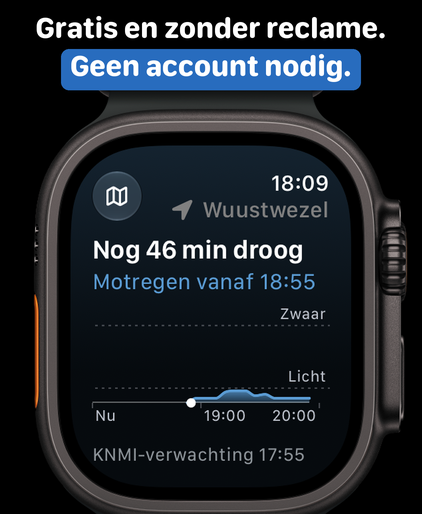 Gratis en zonder reclame.
Geen account nodig.
18:09
Wuustwezel
Nog 46 min droog
Motregen vanaf 18:55
Zwaar
Licht
Nu 19:00 20:00
KNMI-verwachting 17:55